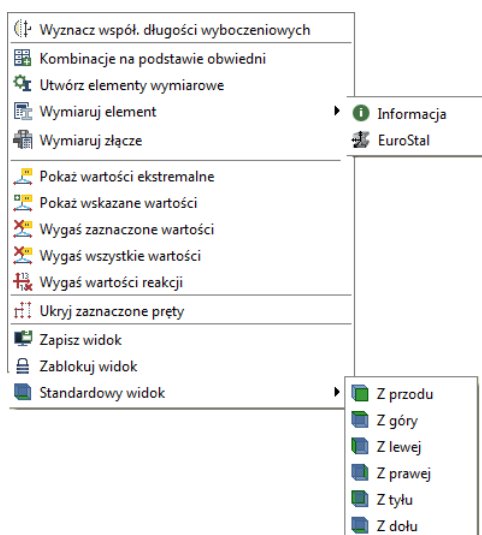 Wyznacz współ. długości wyboczeniowych
Kombinacje na podstawie obwiedni
Utwórz elementy wymiarowe
Wymiaruj element
Informacja
EuroStal
Wymiaruj złącze
Pokaż wartości ekstremalne
Pokaż wskazane wartości
Wygaś zaznaczone wartości
Wygaś wszystkie wartości
Wygaś wartości reakcji
Ukryj zaznaczone pręty
Zapisz widok
Zablokuj widok
Standardowy widok
Z przodu
Z góry
Z lewej
Z prawej
Z tyłu
Z dołu